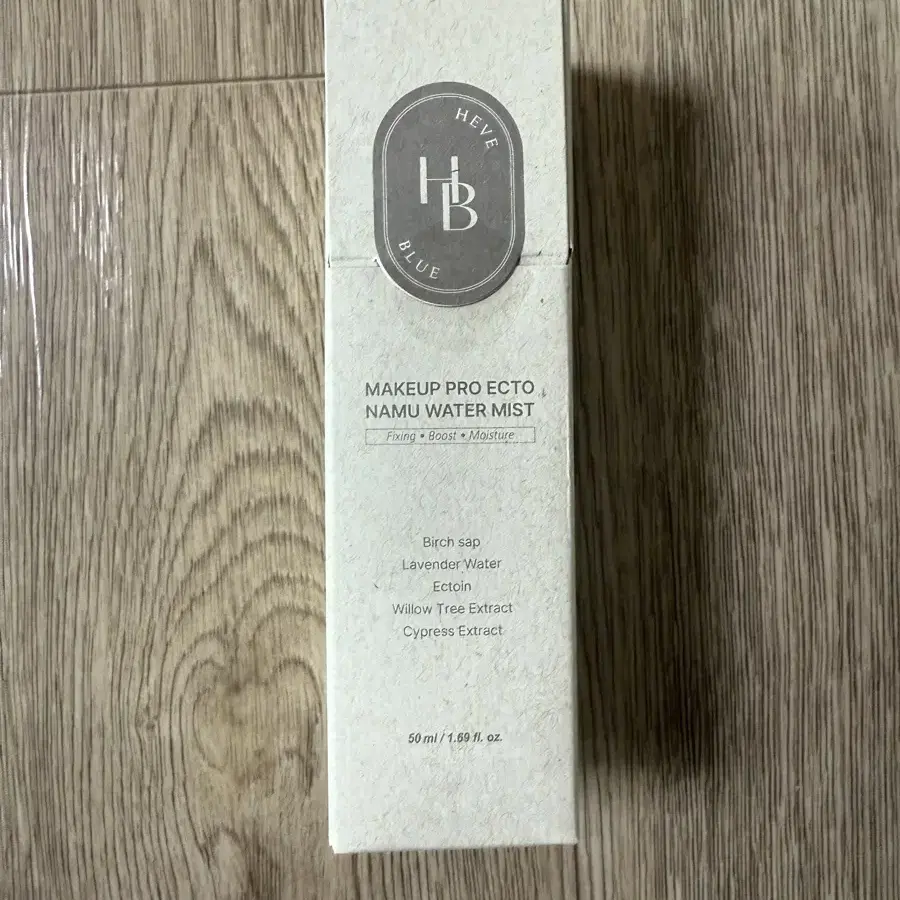 HEVE
HB
BLUE
MAKEUP PRO ECTO
NAMU WATER MIST
Fixing • Boost • Moisture
Birch sap
Lavender Water
Ectoin
Willow Tree Extract
Cypress Extract
50 ml / 1.69 fl. oz.